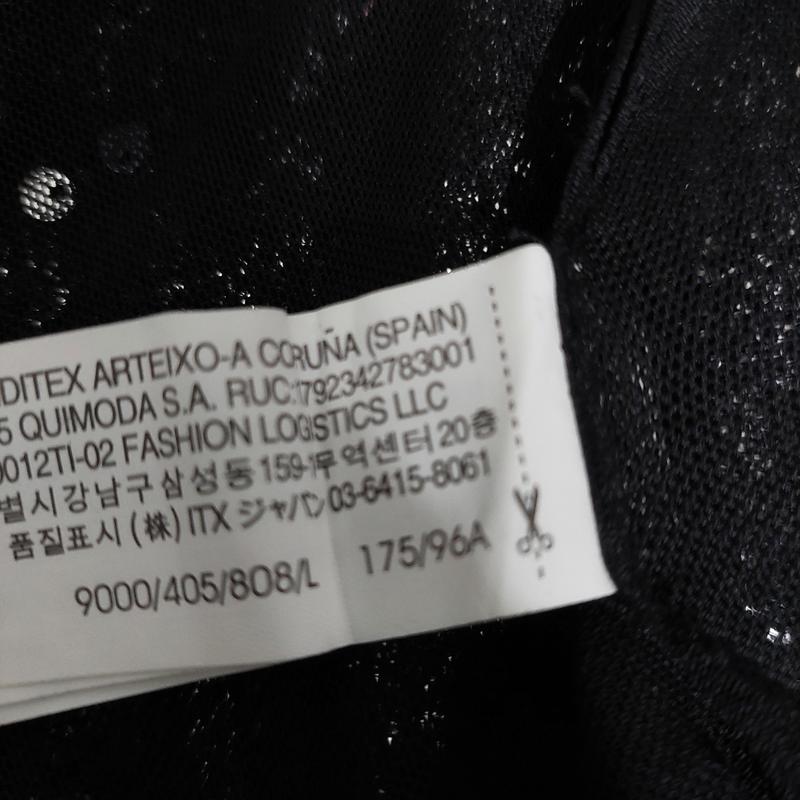 DITEX ARTEIXO-A CORUÑA (SPAIN)
5 QUIMODA S.A. RUC:1792342783001
0012TI-02 FASHION LOGISTICS LLC
별시강남구삼성동159-1무역센터20층
품질표시 (株) ITX ジャパン 03-6415-8061
9000/405/808/L 175/96A